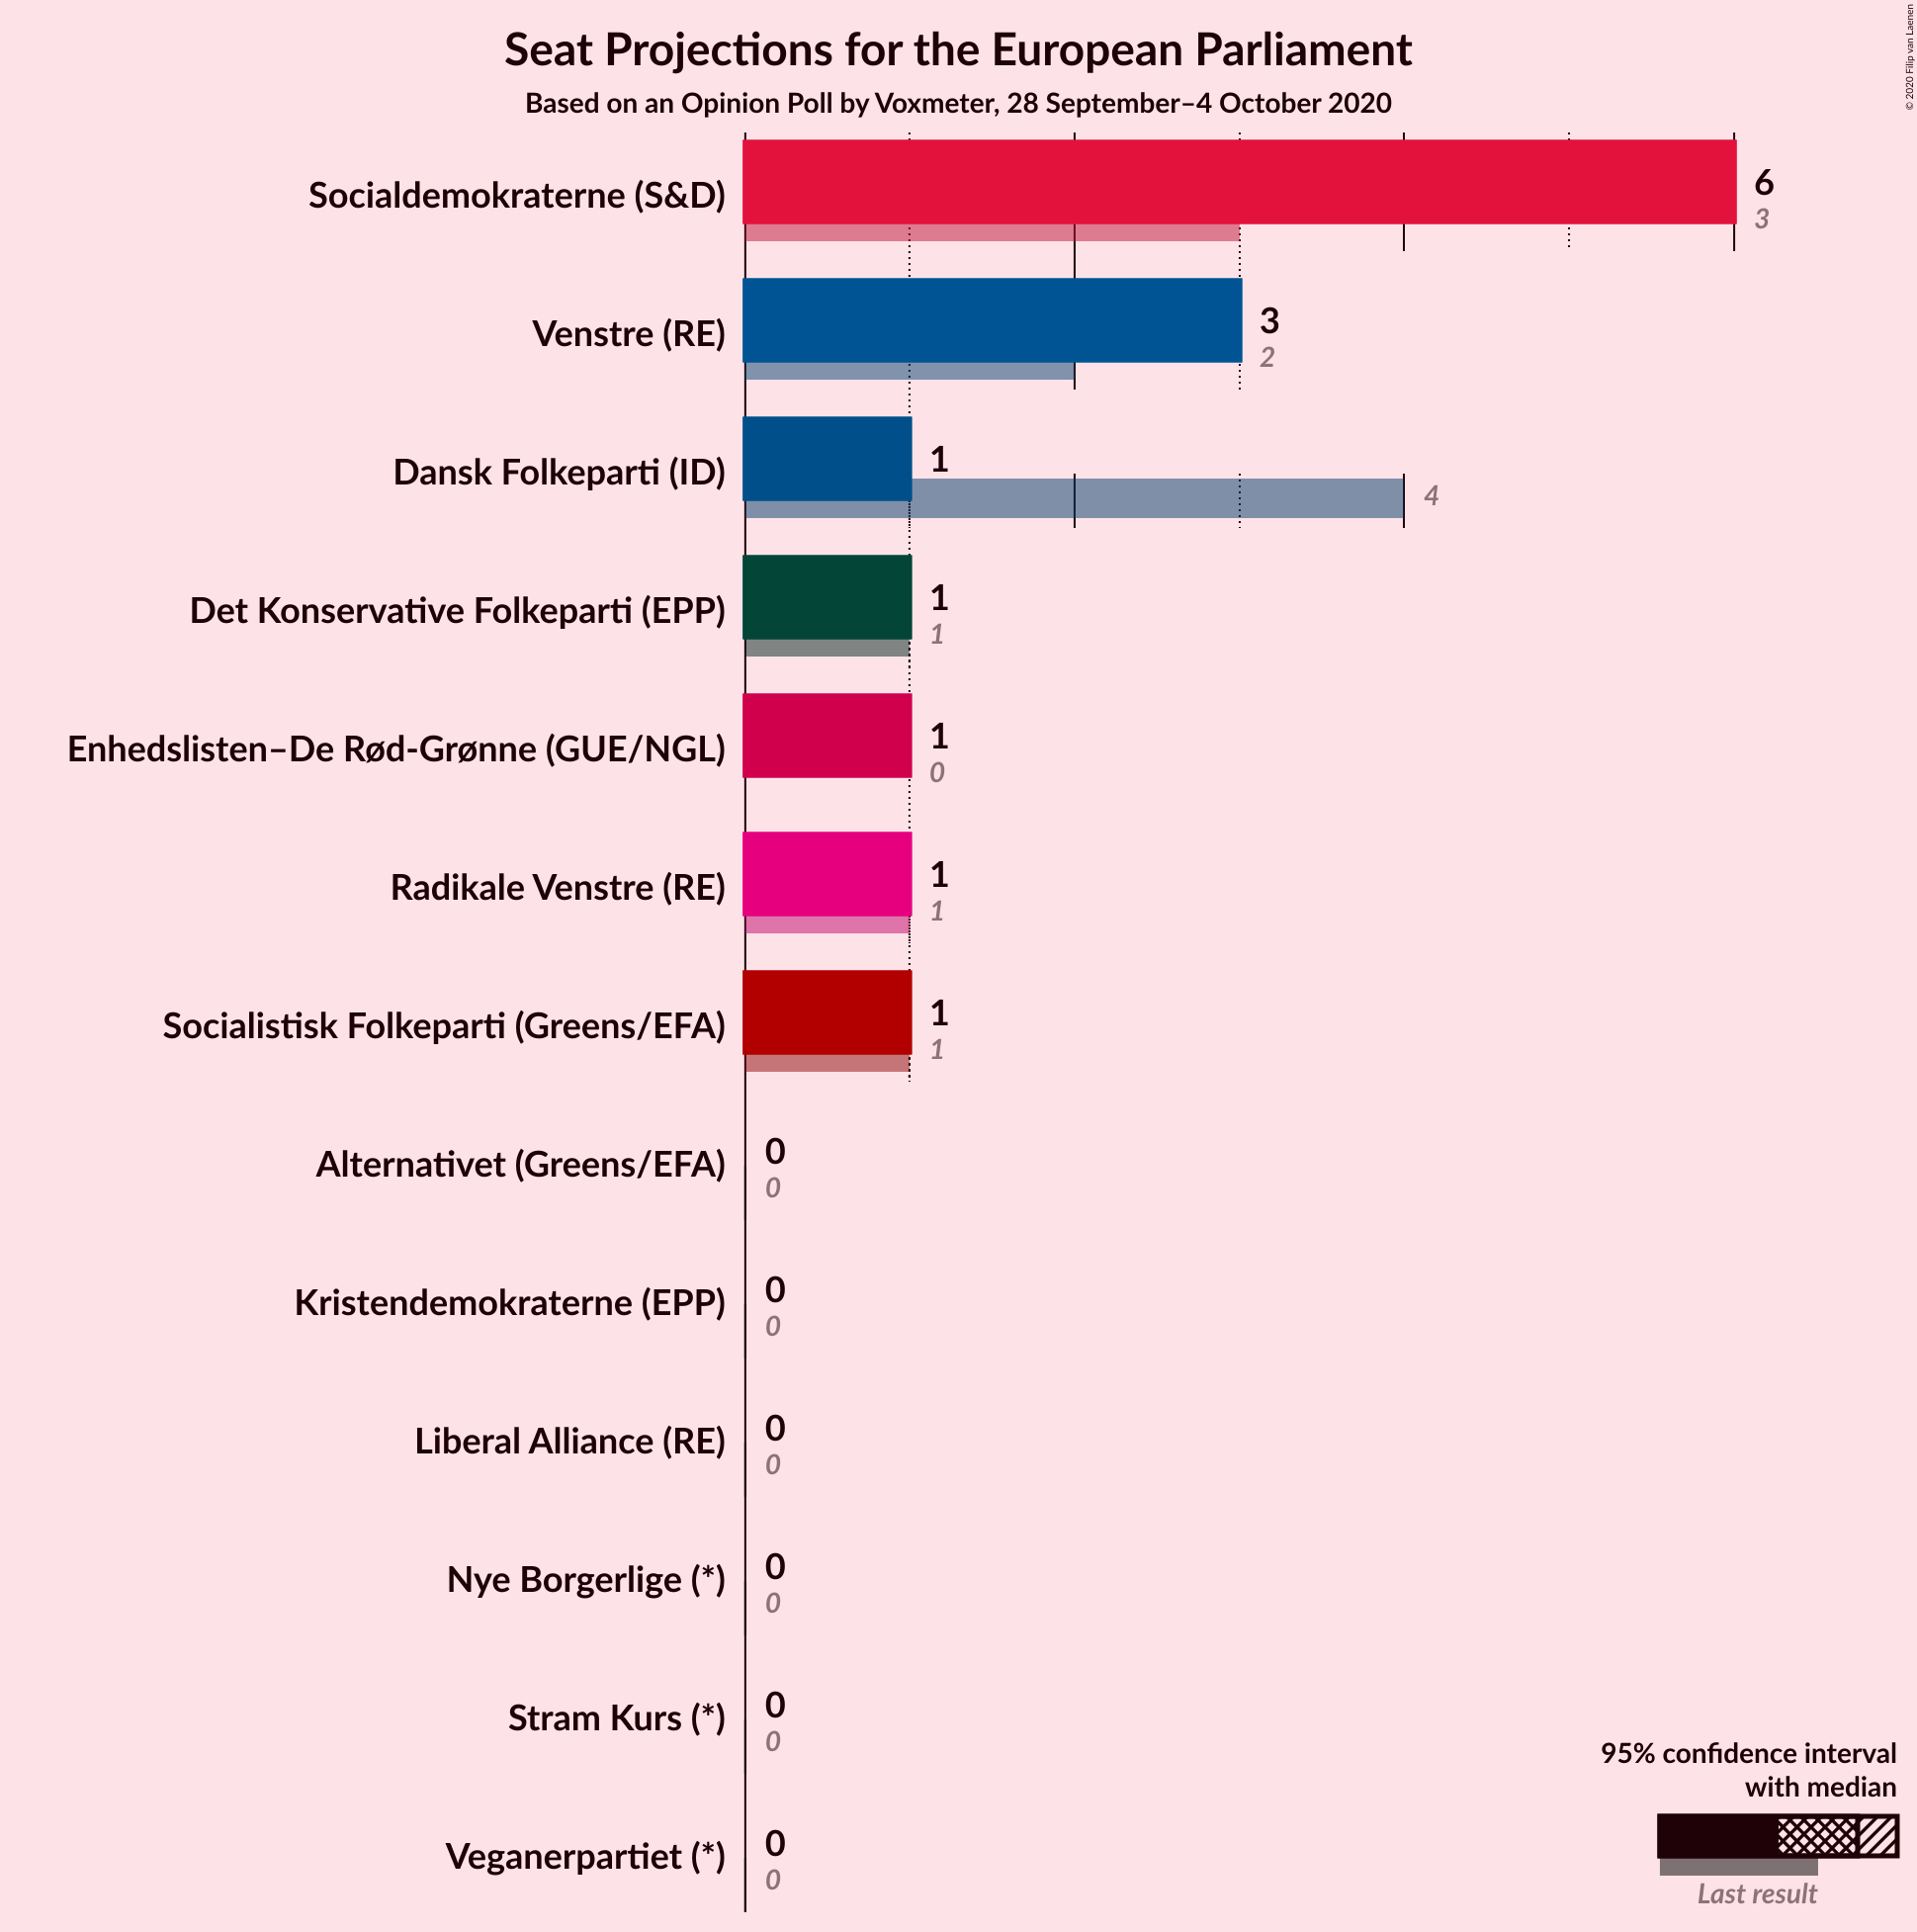 Seat Projections for the European Parliament
Based on an Opinion Poll by Voxmeter, 28 September–4 October 2020
© 2020 Filip van Laenen
Socialdemokraterne (S&D)
6
3
Venstre (RE)
3
2
Dansk Folkeparti (ID)
1
4
Det Konservative Folkeparti (EPP)
1
1
Enhedslisten–De Rød-Grønne (GUE/NGL)
1
0
Radikale Venstre (RE)
1
1
Socialistisk Folkeparti (Greens/EFA)
1
1
Alternativet (Greens/EFA)
0
0
Kristendemokraterne (EPP)
0
0
Liberal Alliance (RE)
0
0
Nye Borgerlige (*)
0
0
Stram Kurs (*)
0
0
Veganerpartiet (*)
0
0
95% confidence interval
with median
Last result